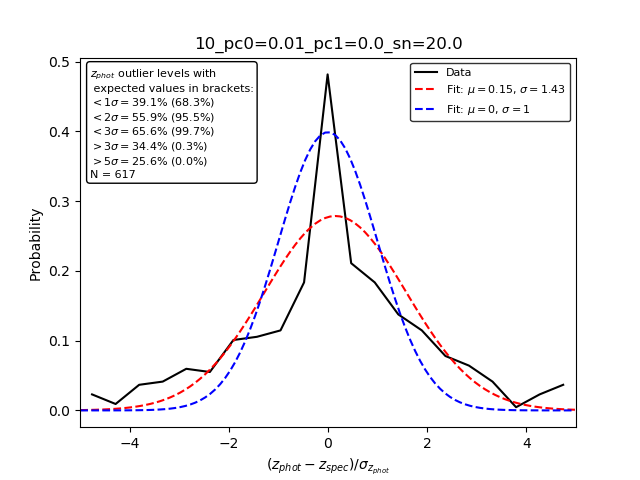 10_pc0=0.01_pc1=0.0_sn=20.0
z_phot outlier levels with
expected values in brackets:
<1σ = 39.1% (68.3%)
<2σ = 55.9% (95.5%)
<3σ = 65.6% (99.7%)
>3σ = 34.4% (0.3%)
>5σ = 25.6% (0.0%)
N = 617
Data
Fit: μ = 0.15, σ = 1.43
Fit: μ = 0, σ = 1
Probability
0.5
0.4
0.3
0.2
0.1
0.0
−4 −2 0 2 4
(z_phot − z_spec)/σ_z_phot